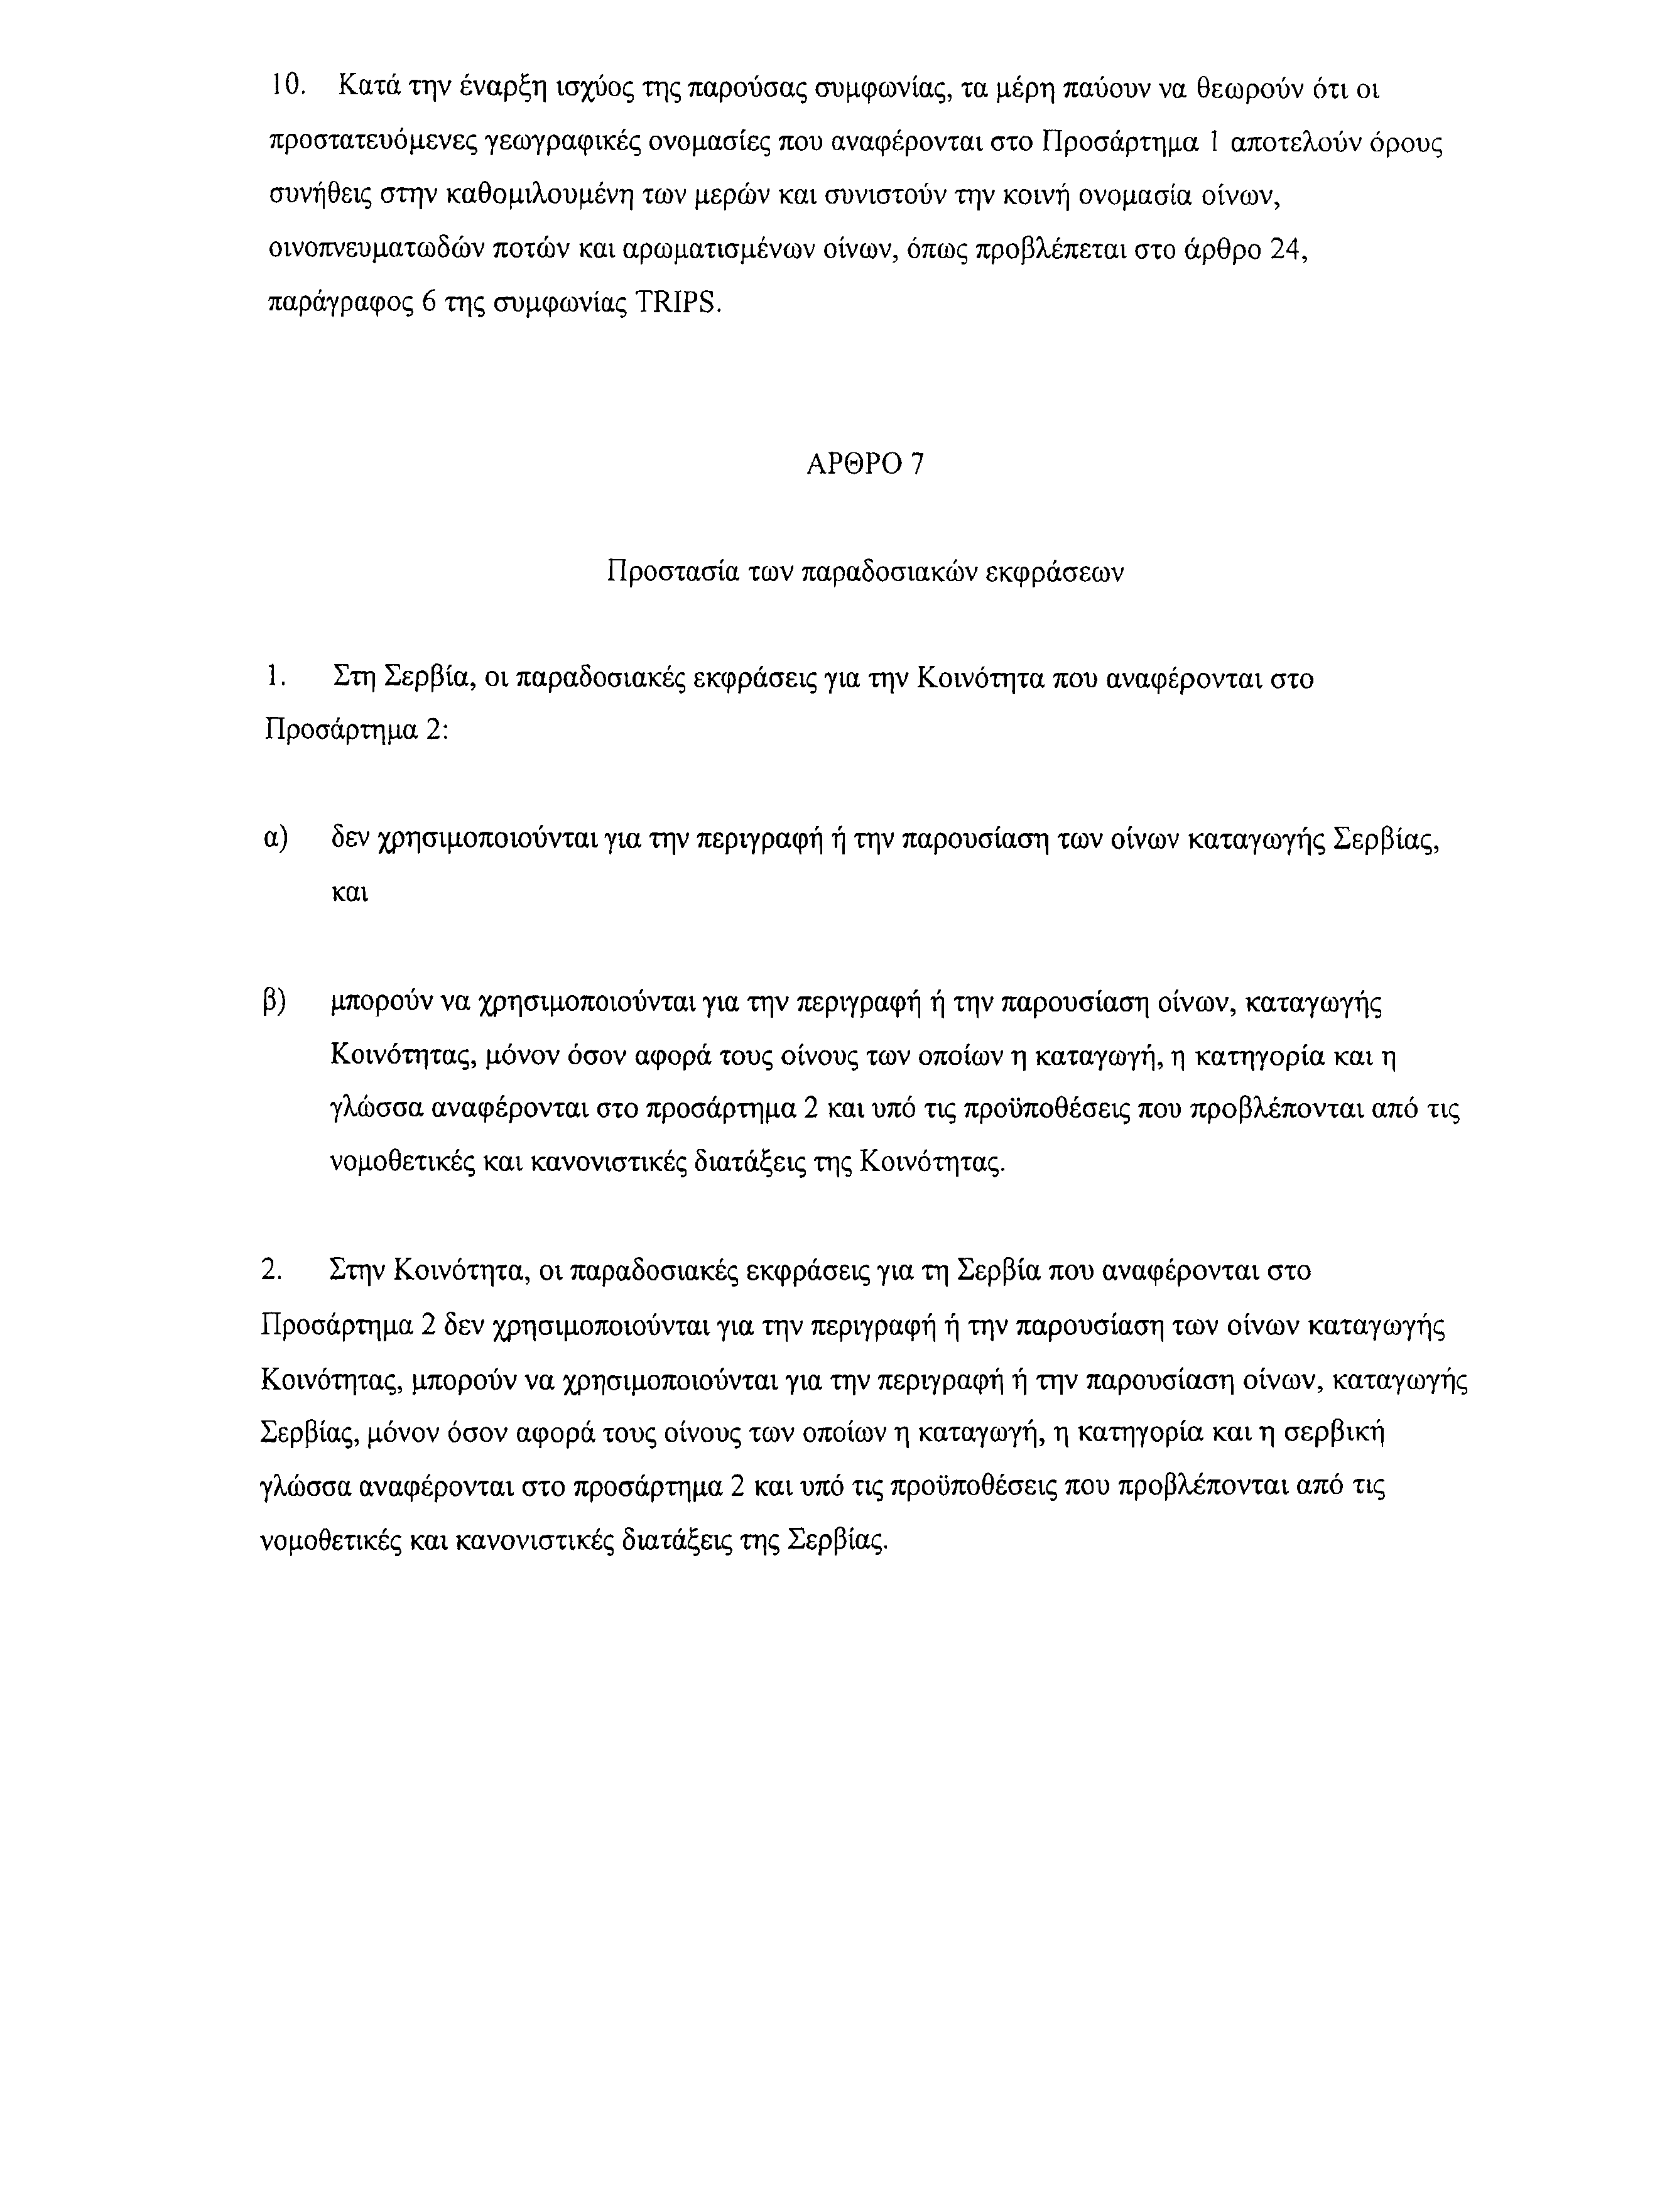 10. Κατά την έναρξη ισχύος της παρούσας συμφωνίας, τα μέρη παύουν να θεωρούν ότι οι
προστατευόμενες γεωγραφικές ονομασίες που αναφέρονται στο Προσάρτημα 1 αποτελούν όρους
συνήθεις στην καθομιλουμένη των μερών και συνιστούν την κοινή ονομασία οίνων,
οινοπνευματωδών ποτών και αρωματισμένων οίνων, όπως προβλέπεται στο άρθρο 24,
παράγραφος 6 της συμφωνίας TRIPS.
ΑΡΘΡΟ 7
Προστασία των παραδοσιακών εκφράσεων
1. Στη Σερβία, οι παραδοσιακές εκφράσεις για την Κοινότητα που αναφέρονται στο
Προσάρτημα 2:
α) δεν χρησιμοποιούνται για την περιγραφή ή την παρουσίαση των οίνων καταγωγής Σερβίας,
και
β) μπορούν να χρησιμοποιούνται για την περιγραφή ή την παρουσίαση οίνων, καταγωγής
Κοινότητας, μόνον όσον αφορά τους οίνους των οποίων η καταγωγή, η κατηγορία και η
γλώσσα αναφέρονται στο προσάρτημα 2 και υπό τις προϋποθέσεις που προβλέπονται από τις
νομοθετικές και κανονιστικές διατάξεις της Κοινότητας.
2. Στην Κοινότητα, οι παραδοσιακές εκφράσεις για τη Σερβία που αναφέρονται στο
Προσάρτημα 2 δεν χρησιμοποιούνται για την περιγραφή ή την παρουσίαση των οίνων καταγωγής
Κοινότητας, μπορούν να χρησιμοποιούνται για την περιγραφή ή την παρουσίαση οίνων, καταγωγής
Σερβίας, μόνον όσον αφορά τους οίνους των οποίων η καταγωγή, η κατηγορία και η σερβική
γλώσσα αναφέρονται στο προσάρτημα 2 και υπό τις προϋποθέσεις που προβλέπονται από τις
νομοθετικές και κανονιστικές διατάξεις της Σερβίας.